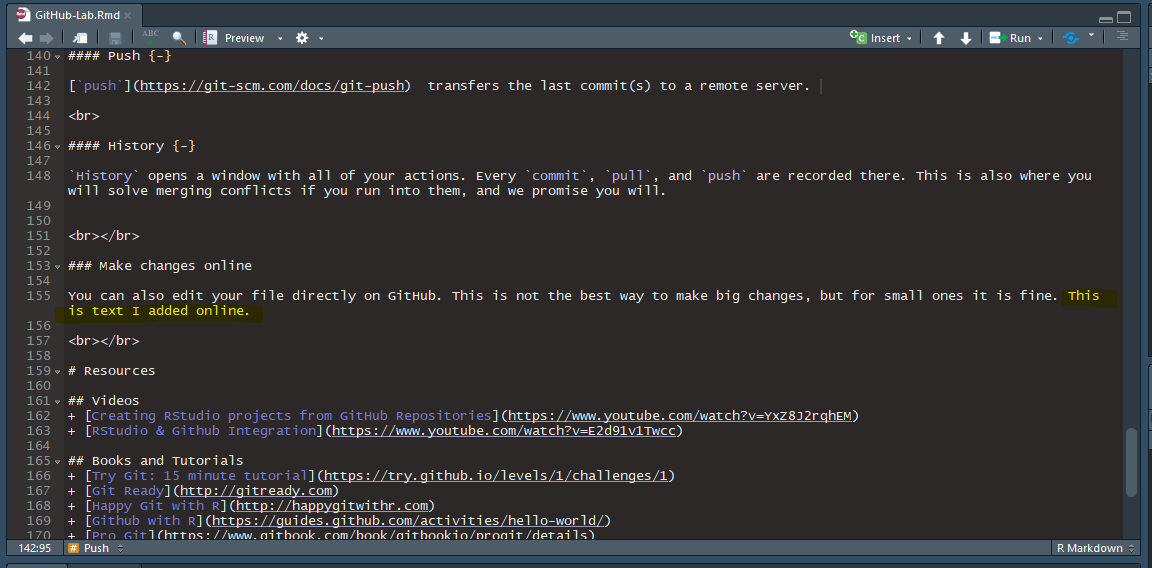 GitHub-Lab.Rmd
ABC Preview Insert Run
140 #### Push {-}
141
142 [`push`](https://git-scm.com/docs/git-push)  transfers the last commit(s) to a remote server.
143
144 <br>
145
146 #### History {-}
147
148 `History` opens a window with all of your actions. Every `commit`, `pull`, and `push` are recorded there. This is also where you
will solve merging conflicts if you run into them, and we promise you will.
149
150
151 <br></br>
152
153 ### Make changes online
154
155 You can also edit your file directly on GitHub. This is not the best way to make big changes, but for small ones it is fine. This
is text I added online.
156
157 <br></br>
158
159 # Resources
160
161 ## Videos
162 + [Creating RStudio projects from GitHub Repositories](https://www.youtube.com/watch?v=YxZ8J2rqhEM)
163 + [RStudio & Github Integration](https://www.youtube.com/watch?v=E2d91v1Twcc)
164
165 ## Books and Tutorials
166 + [Try Git: 15 minute tutorial](https://try.github.io/levels/1/challenges/1)
167 + [Git Ready](http://gitready.com)
168 + [Happy Git with R](http://happygitwithr.com)
169 + [Github with R](https://guides.github.com/activities/hello-world/)
170 + [Pro Git](https://www.gitbook.com/book/gitbookio/progit/details)
142:95 # Push R Markdown